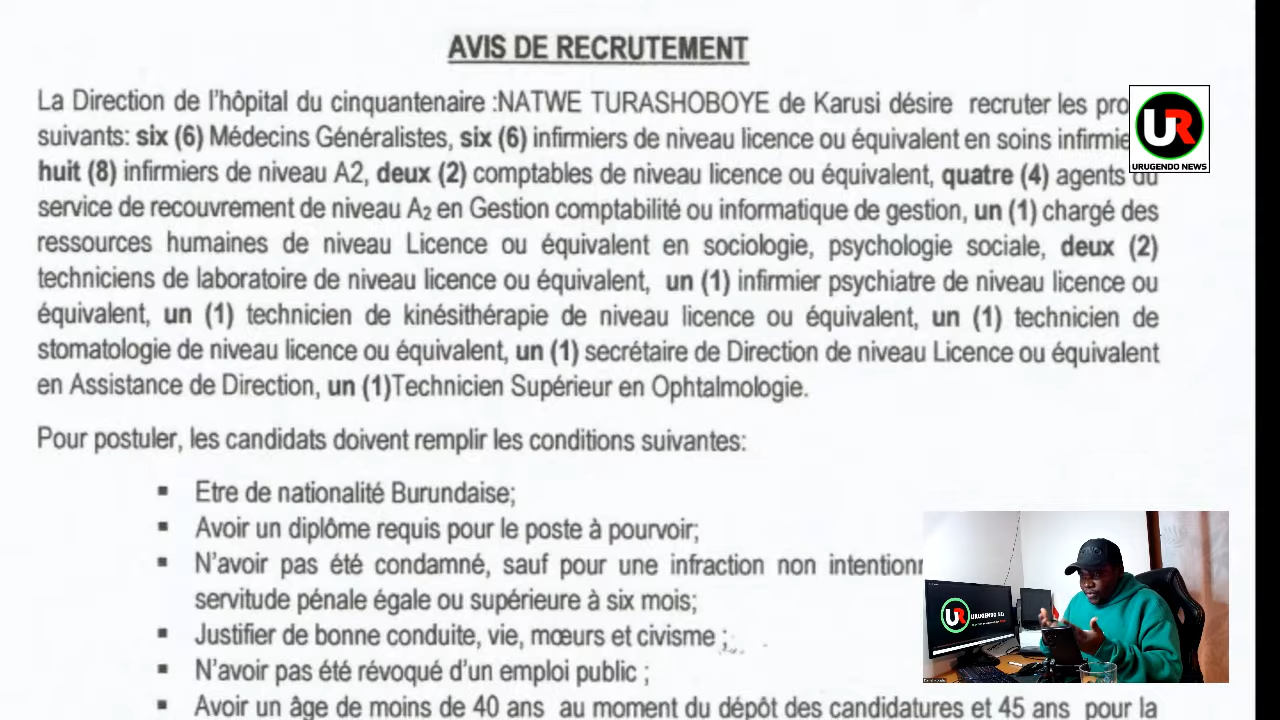 AVIS DE RECRUTEMENT
La Direction de l'hôpital du cinquantenaire :NATWE TURASHOBOYE de Karusi désire recruter les
suivants: six (6) Médecins Généralistes, six (6) infirmiers de niveau licence ou équivalent en soins
huit (8) infirmiers de niveau A2, deux (2) comptables de niveau licence ou équivalent, quatre (4) agents du
service de recouvrement de niveau A2 en Gestion comptabilité ou informatique de gestion, un (1) chargé des
ressources humaines de niveau Licence ou équivalent en sociologie, psychologie sociale, deux (2)
techniciens de laboratoire de niveau licence ou équivalent, un (1) infirmier psychiatre de niveau licence ou
équivalent, un (1) technicien de kinésithérapie de niveau licence ou équivalent, un (1) technicien de
stomatologie de niveau licence ou équivalent, un (1) secrétaire de Direction de niveau Licence ou équivalent
en Assistance de Direction, un (1)Technicien Supérieur en Ophtalmologie.
Pour postuler, les candidats doivent remplir les conditions suivantes:
▪ Etre de nationalité Burundaise;
▪ Avoir un diplôme requis pour le poste à pourvoir;
▪ N'avoir pas été condamné, sauf pour une infraction non
servitude pénale égale ou supérieure à six mois;
▪ Justifier de bonne conduite, vie, mœurs et civisme ;
▪ N'avoir pas été révoqué d'un emploi public ;
▪ Avoir un âge de moins de 40 ans au moment du dépôt des candidatures et 45 ans pour la
UR
URUGENDO NEWS
UR
URUGENDO